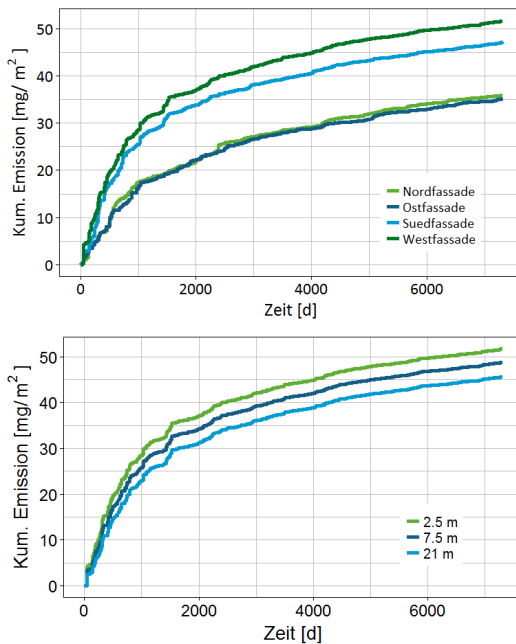 Kum. Emission [mg/ m²]
50
40
30
20
10
0
Nordfassade
Ostfassade
Suedfassade
Westfassade
0 2000 4000 6000
Zeit [d]
Kum. Emission [mg/m²]
50
40
30
20
10
0
2.5 m
7.5 m
21 m
0 2000 4000 6000
Zeit [d]